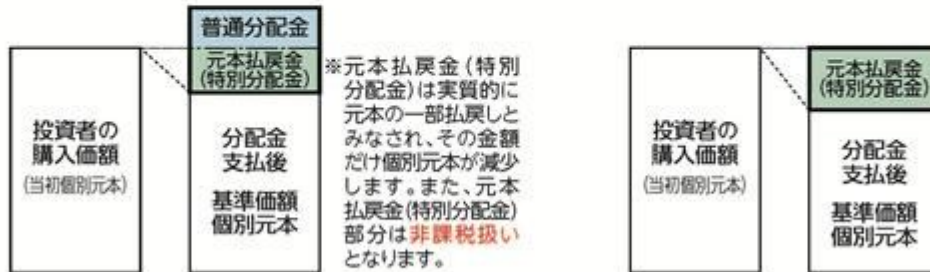 普通分配金
元本払戻金
(特別分配金)
投資者の
購入価額
(当初個別元本)
分配金
支払後
基準価額
個別元本
※元本払戻金(特別
分配金)は実質的に
元本の一部払戻しと
みなされ、その金額
だけ個別元本が減少
します。また、元本
払戻金(特別分配金)
部分は非課税扱い
となります。
元本払戻金
(特別分配金)
投資者の
購入価額
(当初個別元本)
分配金
支払後
基準価額
個別元本